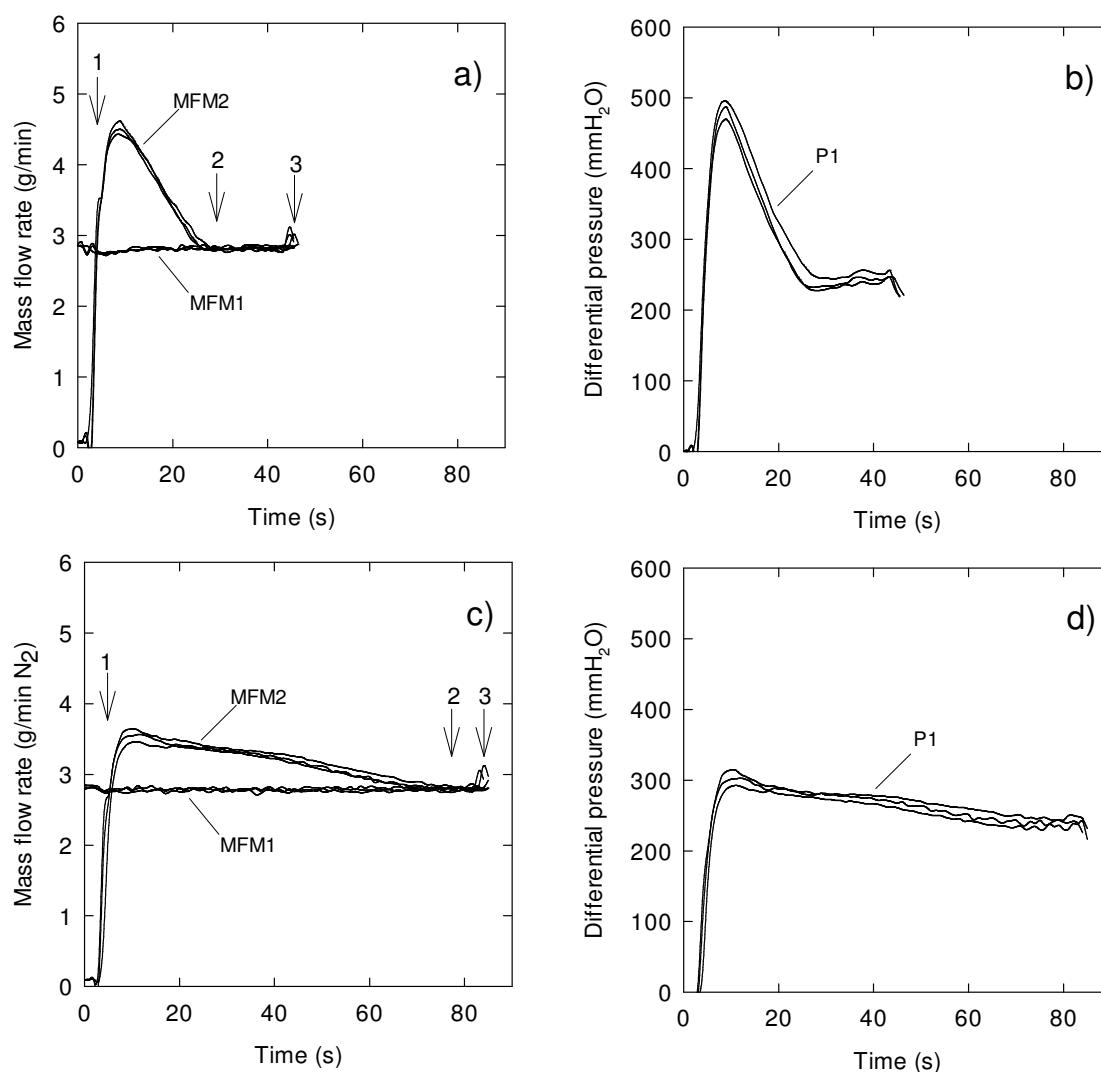 a)
Mass flow rate (g/min)
6
5
4
3
2
1
0
1
MFM2
2
3
MFM1
0 20 40 60 80
Time (s)
b)
Differential pressure (mmH2O)
600
500
400
300
200
100
0
P1
0 20 40 60 80
Time (s)
c)
Mass flow rate (g/min N2)
6
5
4
3
2
1
0
1
MFM2
2 3
MFM1
0 20 40 60 80
Time (s)
d)
Differential pressure (mmH2O)
600
500
400
300
200
100
0
P1
0 20 40 60 80
Time (s)